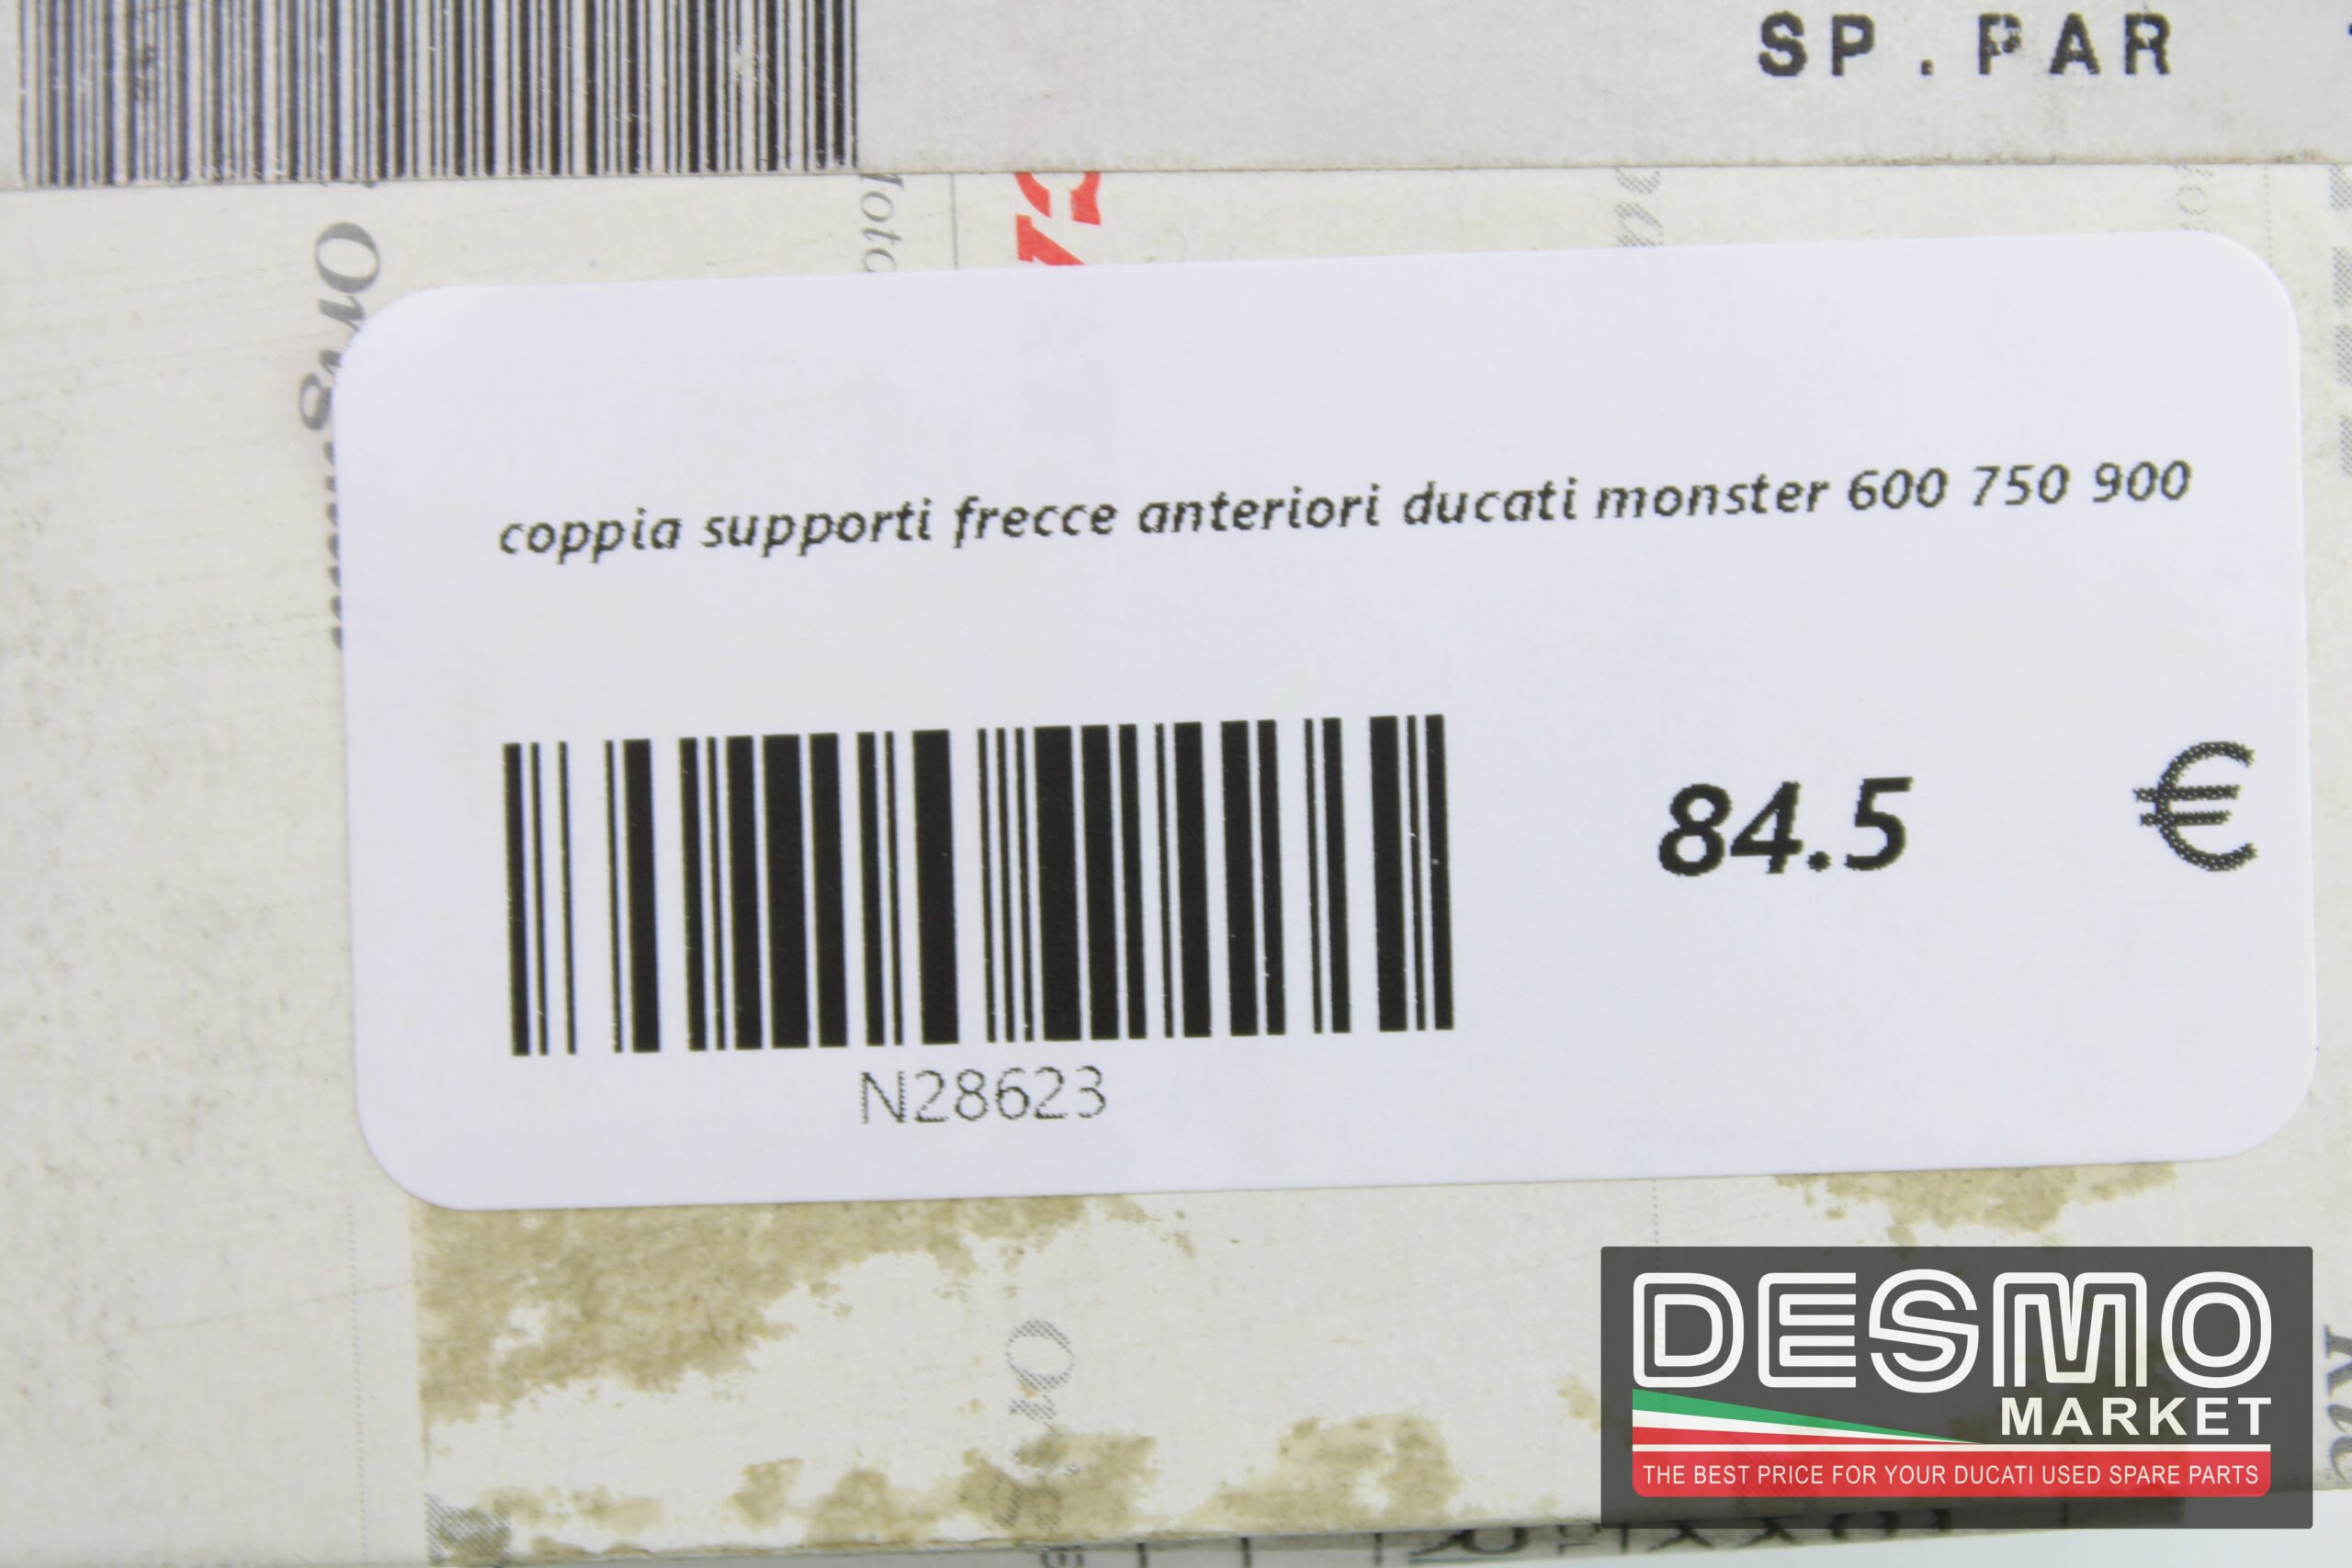 SP.PAR
coppia supporti frecce anteriori ducati monster 600 750 900
84.5 €
N28623
DESMO
MARKET
THE BEST PRICE FOR YOUR DUCATI USED SPARE PARTS